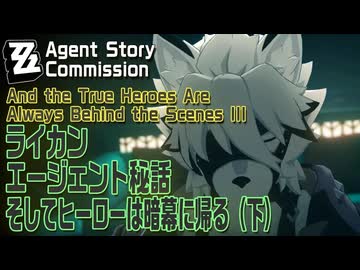 Agent Story
Commission
And the True Heroes Are
Always Behind the Scenes III
ライカン
エージェント秘話
そしてヒーローは暗幕に帰る（下）